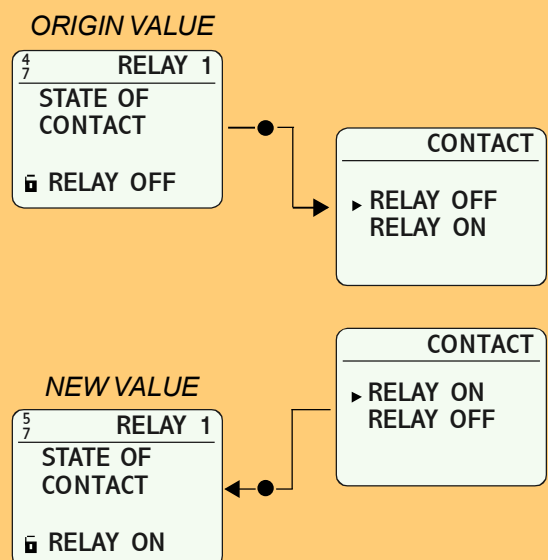 ORIGIN VALUE
4/7 RELAY 1
STATE OF
CONTACT
RELAY OFF
CONTACT
RELAY OFF
RELAY ON
CONTACT
RELAY ON
RELAY OFF
NEW VALUE
5/7 RELAY 1
STATE OF
CONTACT
RELAY ON